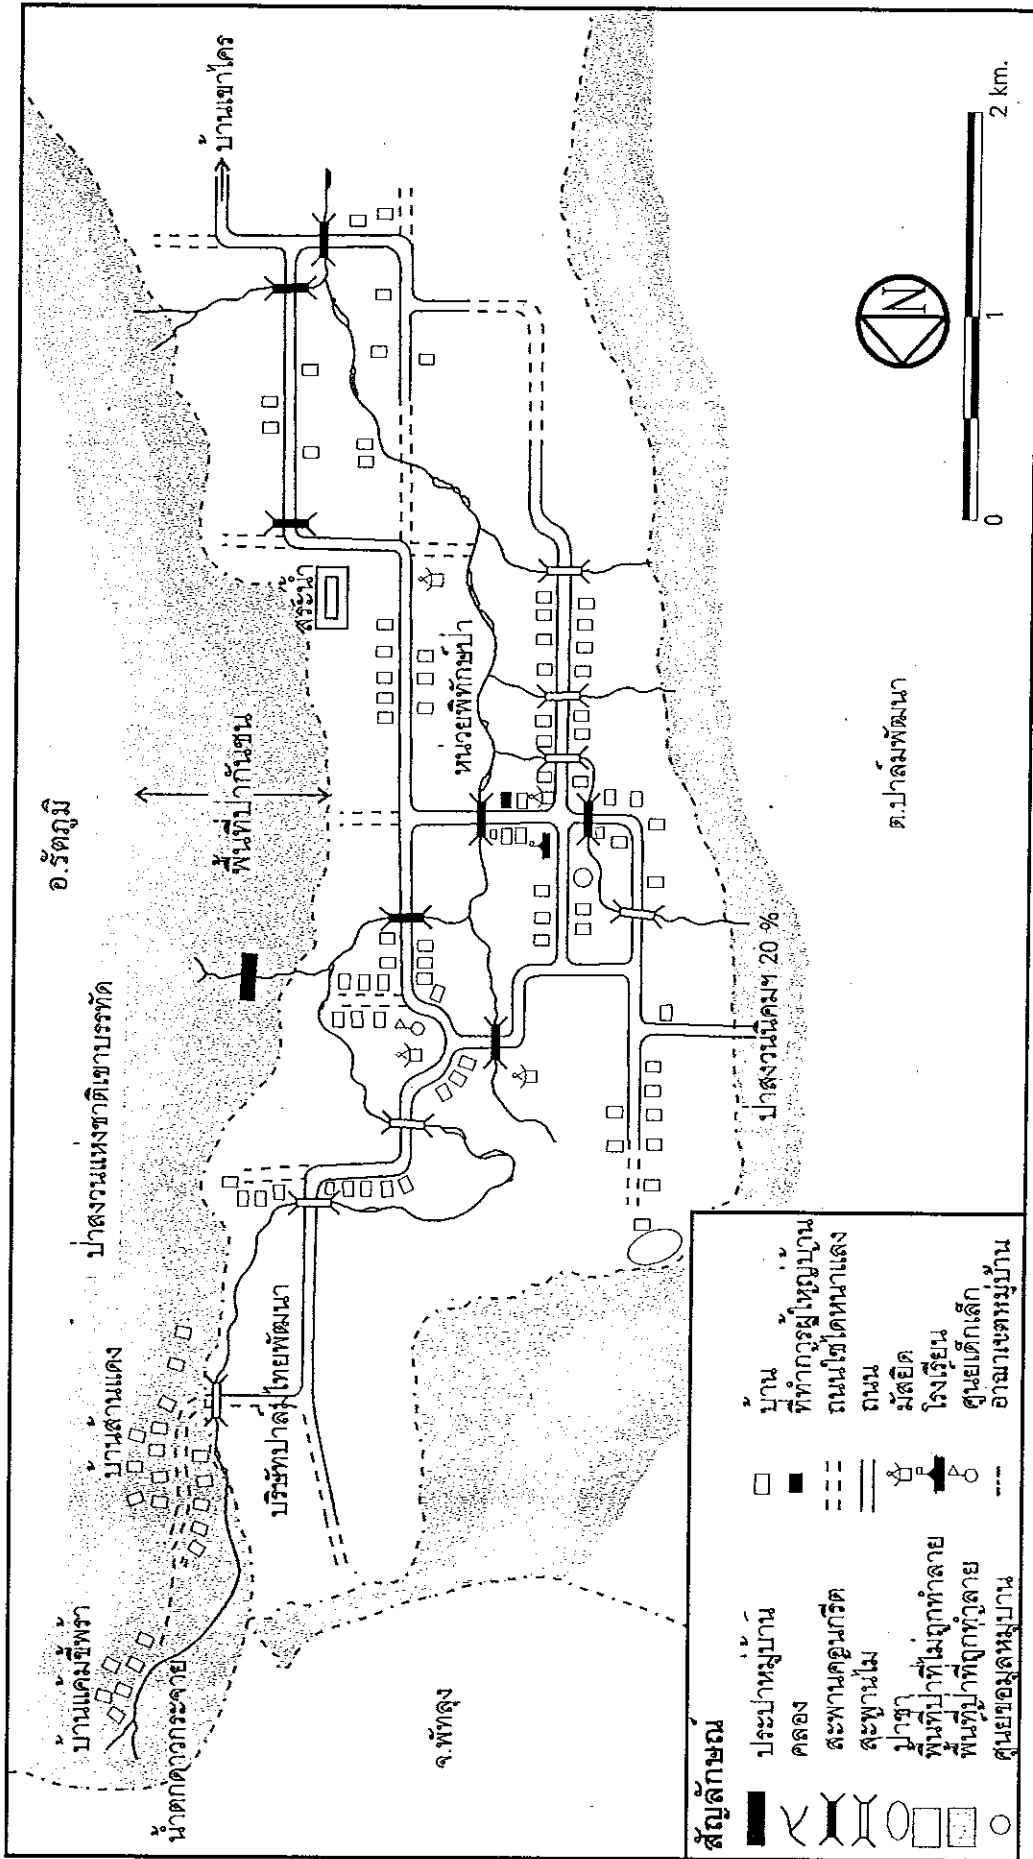 อ.รัตภูมิ
ป่าสงวนแห่งชาติเขาบรรทัด
พื้นที่ป่ากันชน
บ้านเขาไคร
สระน้ำ
หน่วยพิทักษ์ป่า
บ้านสานแดง
บ้านแค้มขี้พร้า
น้ำตกดาวกระจาย
บริษัทปาล์มไทยพัฒนา
จ.พัทลุง
ป่าสงวนนิคมฯ 20 %
ต.ปาล์มพัฒนา
N
0 1 2 km.
สัญลักษณ์
ประปาหมู่บ้าน
คลอง
สะพานคอนกรีต
สะพานไม้
ป่าช้า
พื้นที่ป่าที่ไม่ถูกทำลาย
พื้นที่ป่าที่ถูกทำลาย
ศูนย์ข้อมูลหมู่บ้าน
บ้าน
ที่ทำการผู้ใหญ่บ้าน
ถนนใช้ได้หน้าแล้ง
ถนน
มัสยิด
โรงเรียน
ศูนย์เด็กเล็ก
อาณาเขตหมู่บ้าน